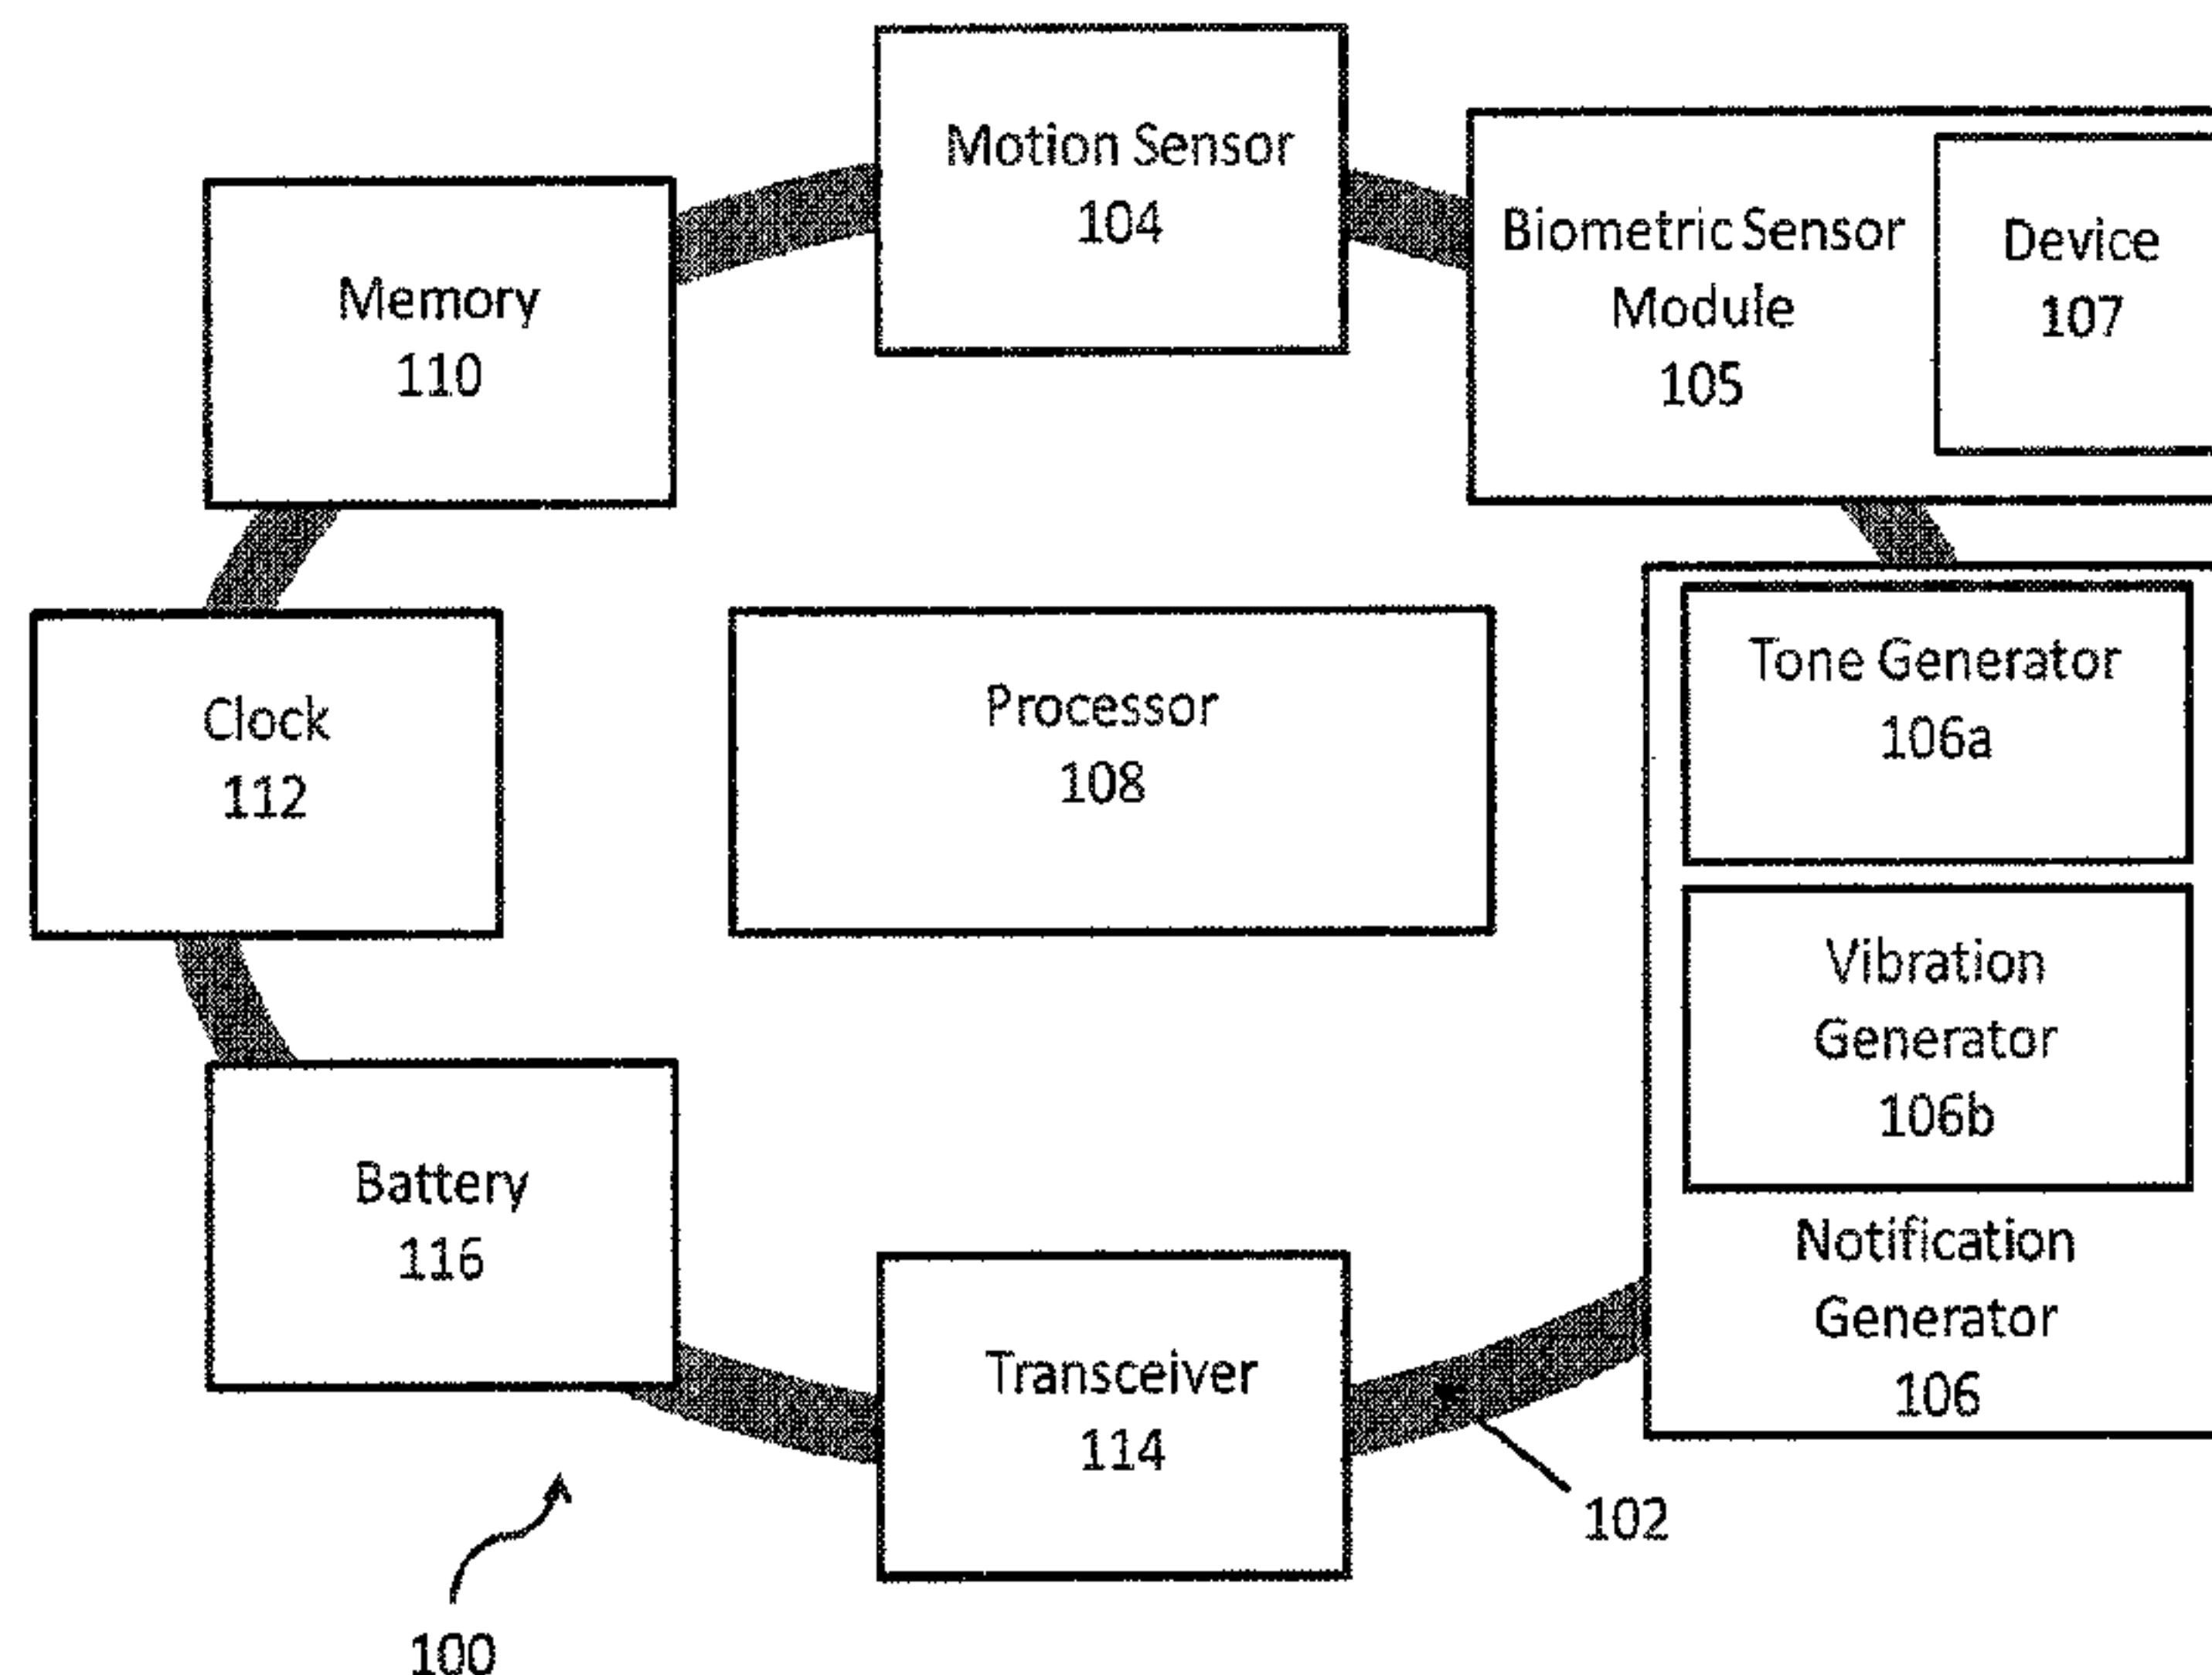 Motion Sensor
104
Biometric Sensor
Module
105
Device
107
Memory
110
Tone Generator
106a
Processor
108
Clock
112
Vibration
Generator
106b
Battery
116
Notification
Generator
106
Transceiver
114
102
100